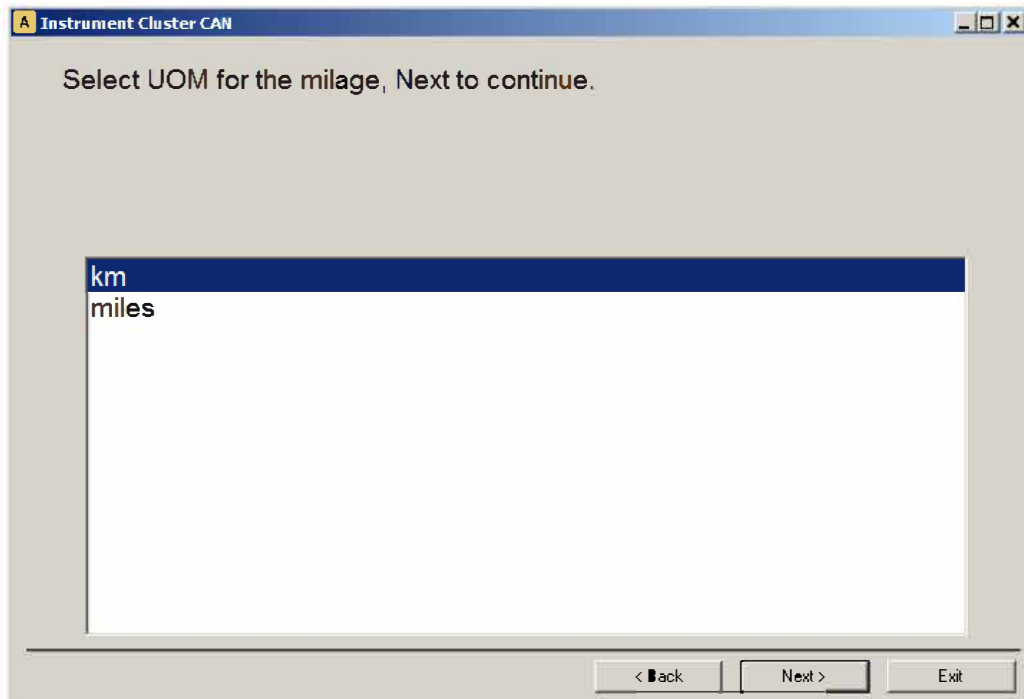 A Instrument Cluster CAN
Select UOM for the milage, Next to continue.
km
miles
< Back Next > Exit